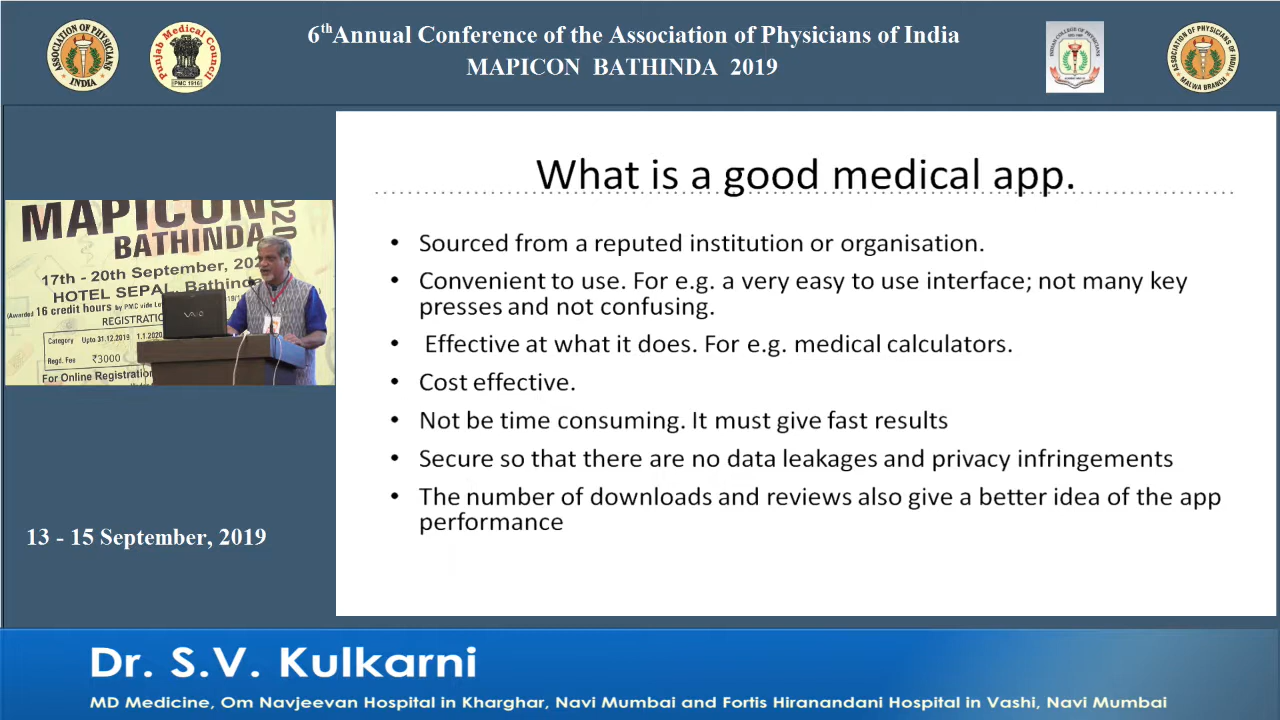 6thAnnual Conference of the Association of Physicians of India
MAPICON BATHINDA 2019
ASSOCIATION OF PHYSICIANS
INDIA
Punjab Medical Council
PMC 1916
INDIAN COLLEGE OF PHYSICIANS
ASSOCIATION OF PHYSICIANS OF INDIA
MALWA BRANCH
MAPICON
BATHINDA
17th - 20th September,
HOTEL SEPAL, Bathinda
(Awarded 16 credit hours by PMC vide
REGISTRATIO
Category Upto 31.12.2019 1.1.2020
Regd. Fee ₹3000
For Online Registration
VAIO
What is a good medical app.
• Sourced from a reputed institution or organisation.
• Convenient to use. For e.g. a very easy to use interface; not many key
presses and not confusing.
• Effective at what it does. For e.g. medical calculators.
• Cost effective.
• Not be time consuming. It must give fast results
• Secure so that there are no data leakages and privacy infringements
• The number of downloads and reviews also give a better idea of the app
performance
13 - 15 September, 2019
Dr. S.V. Kulkarni
MD Medicine, Om Navjeevan Hospital in Kharghar, Navi Mumbai and Fortis Hiranandani Hospital in Vashi, Navi Mumbai